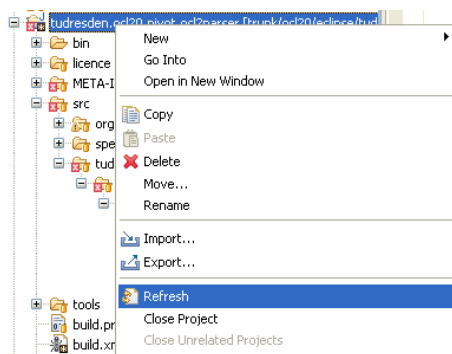 tudresden.ocl20.pivot.ocl2parser [trunk/ocl20/eclipse/tud
bin
licence
META-I
src
org
spe
tud
tools
build.pr
build.xr
New
Go Into
Open in New Window
Copy
Paste
Delete
Move...
Rename
Import...
Export...
Refresh
Close Project
Close Unrelated Projects